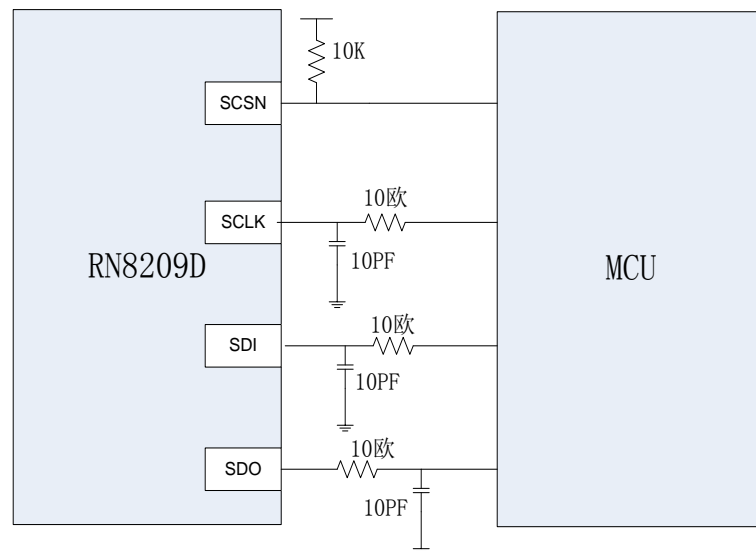 10K
SCSN
10欧
SCLK
10PF
RN8209D
MCU
10欧
SDI
10PF
10欧
SDO
10PF